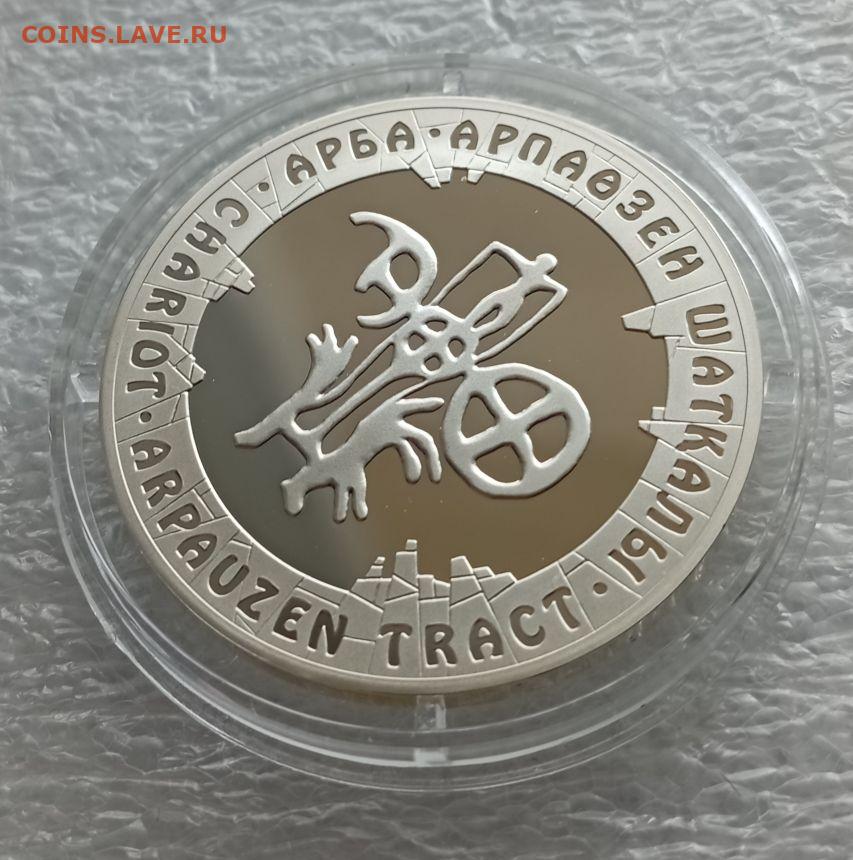 COINS.LAVE.RU
АРБА · АРПАӨЗЕН ШАТҚАЛЫ ·
CHARIOT · ARPAUZEN TRACT ·